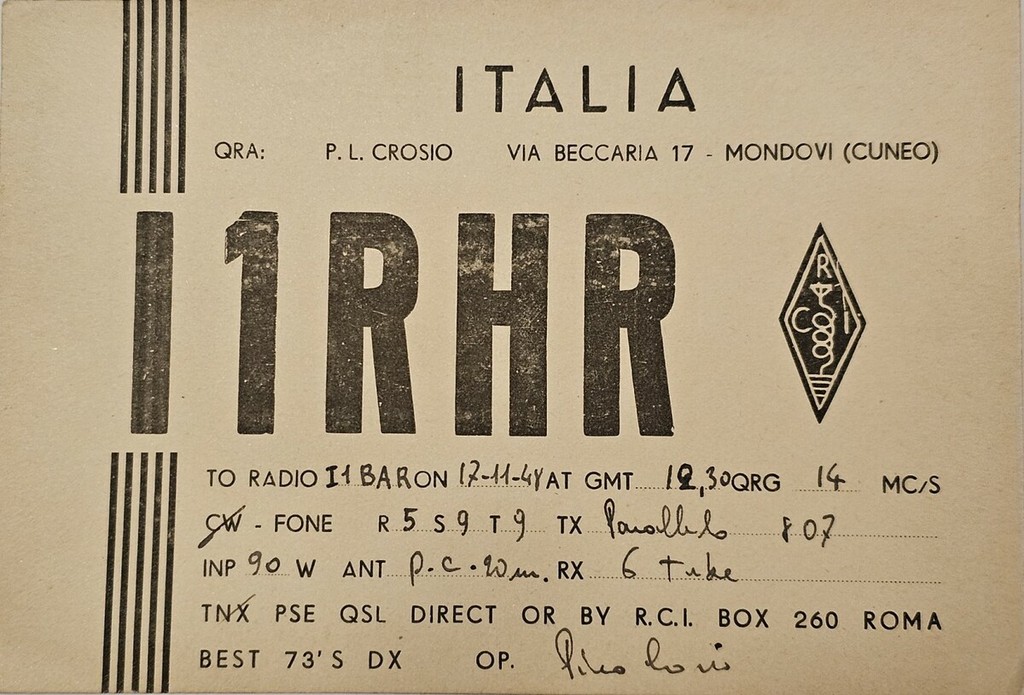 ITALIA
QRA: P. L. CROSIO VIA BECCARIA 17 - MONDOVI (CUNEO)
I1RHR
R C I
TO RADIO I1BAR ON 17-11-48 AT GMT 12,30 QRG 14 MC/S
CW - FONE R 5 S 9 T 9 TX Parallelo 807
INP 90 W ANT p.c. 20 m. RX 6 tube
TNX PSE QSL DIRECT OR BY R.C.I. BOX 260 ROMA
BEST 73'S DX OP.